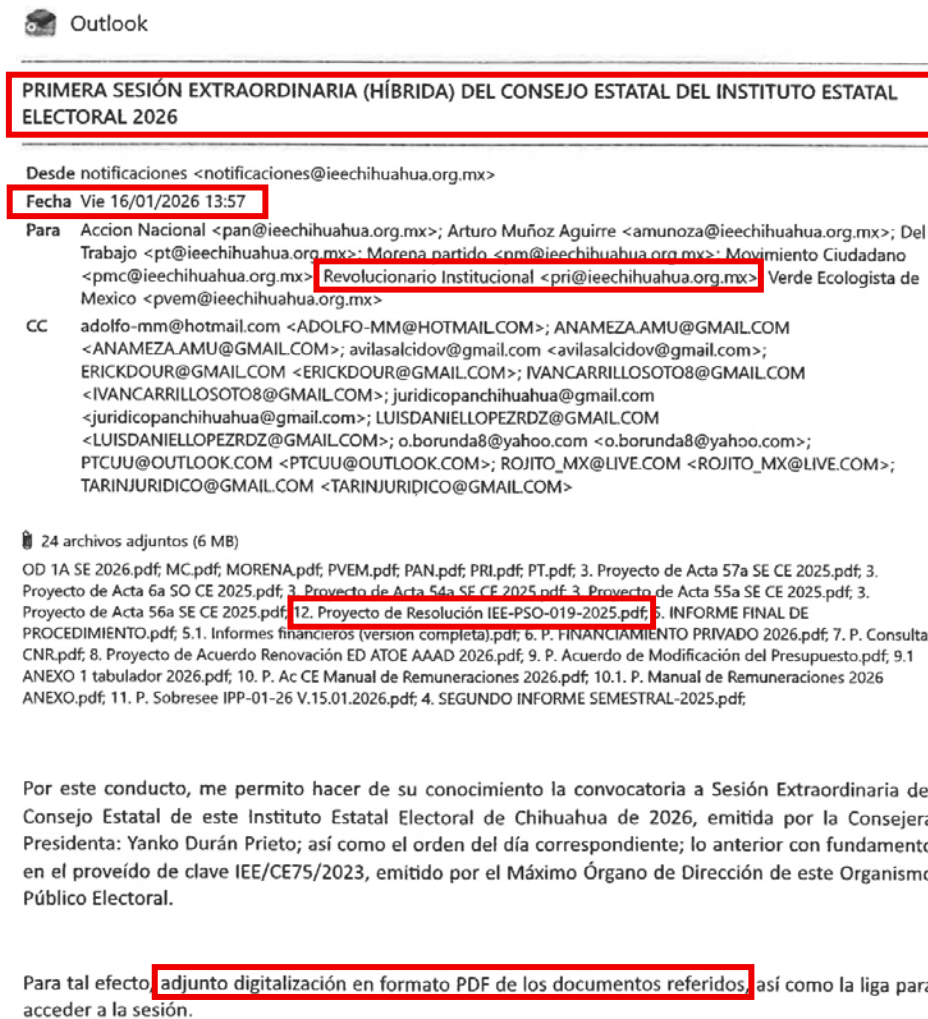 Outlook
PRIMERA SESIÓN EXTRAORDINARIA (HÍBRIDA) DEL CONSEJO ESTATAL DEL INSTITUTO ESTATAL
ELECTORAL 2026
Desde notificaciones <notificaciones@ieechihuahua.org.mx>
Fecha Vie 16/01/2026 13:57
Para Accion Nacional <pan@ieechihuahua.org.mx>; Arturo Muñoz Aguirre <amunoza@ieechihuahua.org.mx>; Del
Trabajo <pt@ieechihuahua.org.mx>; Morena partido <pm@ieechihuahua.org.mx>; Movimiento Ciudadano
<pmc@ieechihuahua.org.mx> Revolucionario Institucional <pri@ieechihuahua.org.mx> Verde Ecologista de
Mexico <pvem@ieechihuahua.org.mx>
CC adolfo-mm@hotmail.com <ADOLFO-MM@HOTMAIL.COM>; ANAMEZA.AMU@GMAIL.COM
<ANAMEZA.AMU@GMAIL.COM>; avilasalcidov@gmail.com <avilasalcidov@gmail.com>;
ERICKDOUR@GMAIL.COM <ERICKDOUR@GMAIL.COM>; IVANCARRILLOSOTO8@GMAIL.COM
<IVANCARRILLOSOTO8@GMAIL.COM>; juridicopanchihuahua@gmail.com
<juridicopanchihuahua@gmail.com>; LUISDANIELLOPEZRDZ@GMAIL.COM
<LUISDANIELLOPEZRDZ@GMAIL.COM>; o.borunda8@yahoo.com <o.borunda8@yahoo.com>;
PTCUU@OUTLOOK.COM <PTCUU@OUTLOOK.COM>; ROJITO_MX@LIVE.COM <ROJITO_MX@LIVE.COM>;
TARINJURIDICO@GMAIL.COM <TARINJURIDICO@GMAIL.COM>
24 archivos adjuntos (6 MB)
OD 1A SE 2026.pdf; MC.pdf; MORENA.pdf; PVEM.pdf; PAN.pdf; PRI.pdf; PT.pdf; 3. Proyecto de Acta 57a SE CE 2025.pdf; 3.
Proyecto de Acta 6a SO CE 2025.pdf; 3. Proyecto de Acta 54a SE CE 2025.pdf; 3. Proyecto de Acta 55a SE CE 2025.pdf; 3.
Proyecto de Acta 56a SE CE 2025.pdf; 12. Proyecto de Resolución IEE-PSO-019-2025.pdf; 5. INFORME FINAL DE
PROCEDIMIENTO.pdf; 5.1. Informes financieros (versión completa).pdf; 6. P. FINANCIAMIENTO PRIVADO 2026.pdf; 7. P. Consulta
CNR.pdf; 8. Proyecto de Acuerdo Renovación ED ATOE AAAD 2026.pdf; 9. P. Acuerdo de Modificación del Presupuesto.pdf; 9.1
ANEXO 1 tabulador 2026.pdf; 10. P. Ac CE Manual de Remuneraciones 2026.pdf; 10.1. P. Manual de Remuneraciones 2026
ANEXO.pdf; 11. P. Sobresee IPP-01-26 V.15.01.2026.pdf; 4. SEGUNDO INFORME SEMESTRAL-2025.pdf;
Por este conducto, me permito hacer de su conocimiento la convocatoria a Sesión Extraordinaria de
Consejo Estatal de este Instituto Estatal Electoral de Chihuahua de 2026, emitida por la Consejera
Presidenta: Yanko Durán Prieto; así como el orden del día correspondiente; lo anterior con fundamento
en el proveído de clave IEE/CE75/2023, emitido por el Máximo Órgano de Dirección de este Organismo
Público Electoral.
Para tal efecto, adjunto digitalización en formato PDF de los documentos referidos, así como la liga para
acceder a la sesión.